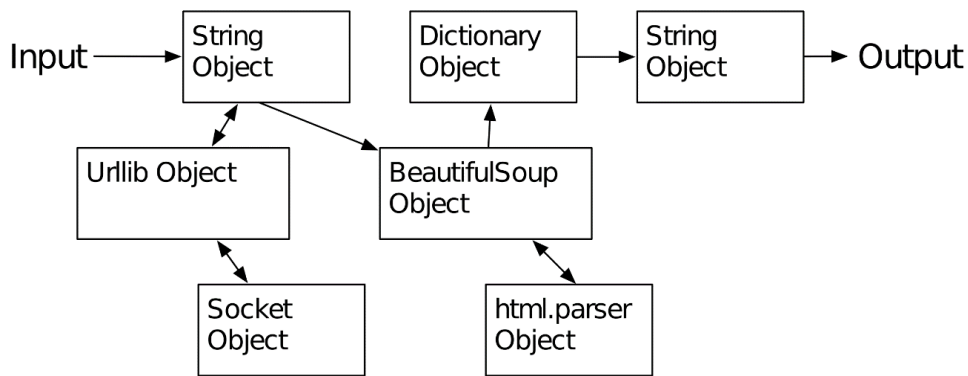 Input
String
Object
Dictionary
Object
String
Object
Output
Urllib Object
BeautifulSoup
Object
Socket
Object
html.parser
Object